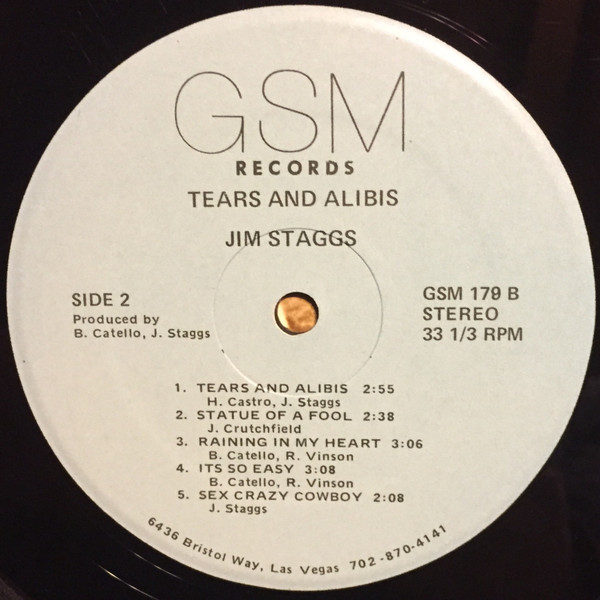 GSM
RECORDS
TEARS AND ALIBIS
JIM STAGGS
SIDE 2
Produced by
B. Catello, J. Staggs
GSM 179 B
STEREO
33 1/3 RPM
1. TEARS AND ALIBIS 2:55
H. Castro, J. Staggs
2. STATUE OF A FOOL 2:38
J. Crutchfield
3. RAINING IN MY HEART 3:06
B. Catello, R. Vinson
4. ITS SO EASY 3:08
B. Catello, R. Vinson
5. SEX CRAZY COWBOY 2:08
J. Staggs
6436 Bristol Way, Las Vegas 702-870-4141